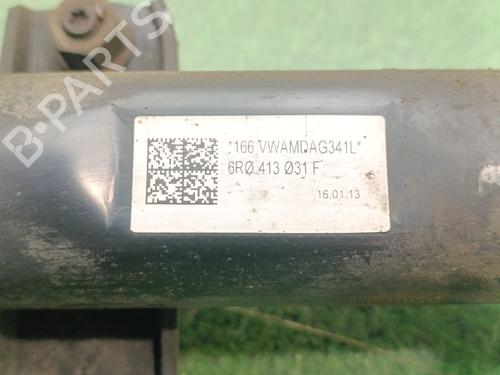 B-PARTS
*166 VWAMDAG341L*
6RØ 413 Ø31 F
16.01.13